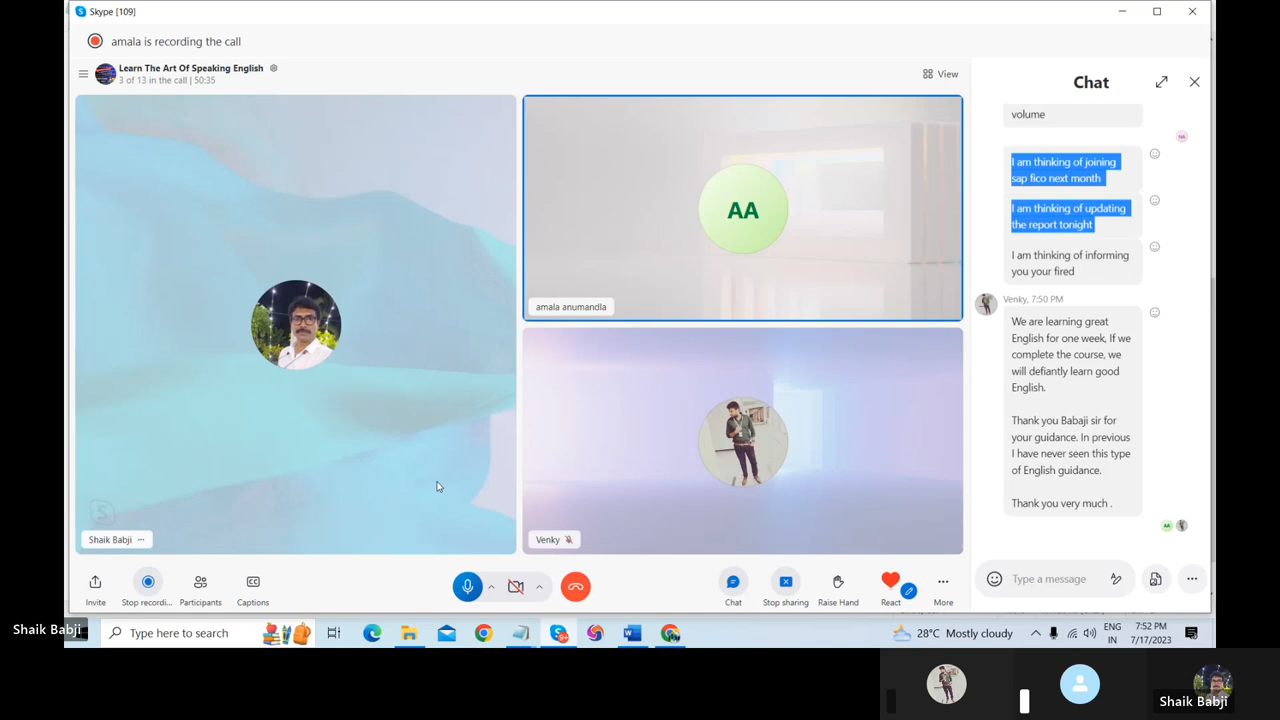 Skype [109]
amala is recording the call
Learn The Art Of Speaking English
3 of 13 in the call | 50:35
View
Chat
volume
I am thinking of joining
sap fico next month
I am thinking of updating
the report tonight
I am thinking of informing
you your fired
Venky, 7:50 PM
We are learning great
English for one week, If we
complete the course, we
will defiantly learn good
English.
Thank you Babaji sir for
your guidance. In previous
I have never seen this type
of English guidance.
Thank you very much .
AA
AA
amala anumandla
Shaik Babji
Venky
Invite
Stop recordi...
Participants
Captions
Chat
Stop sharing
Raise Hand
React
More
Type a message
Shaik Babji
Type here to search
28°C Mostly cloudy
ENG
IN
7:52 PM
7/17/2023
Shaik Babji